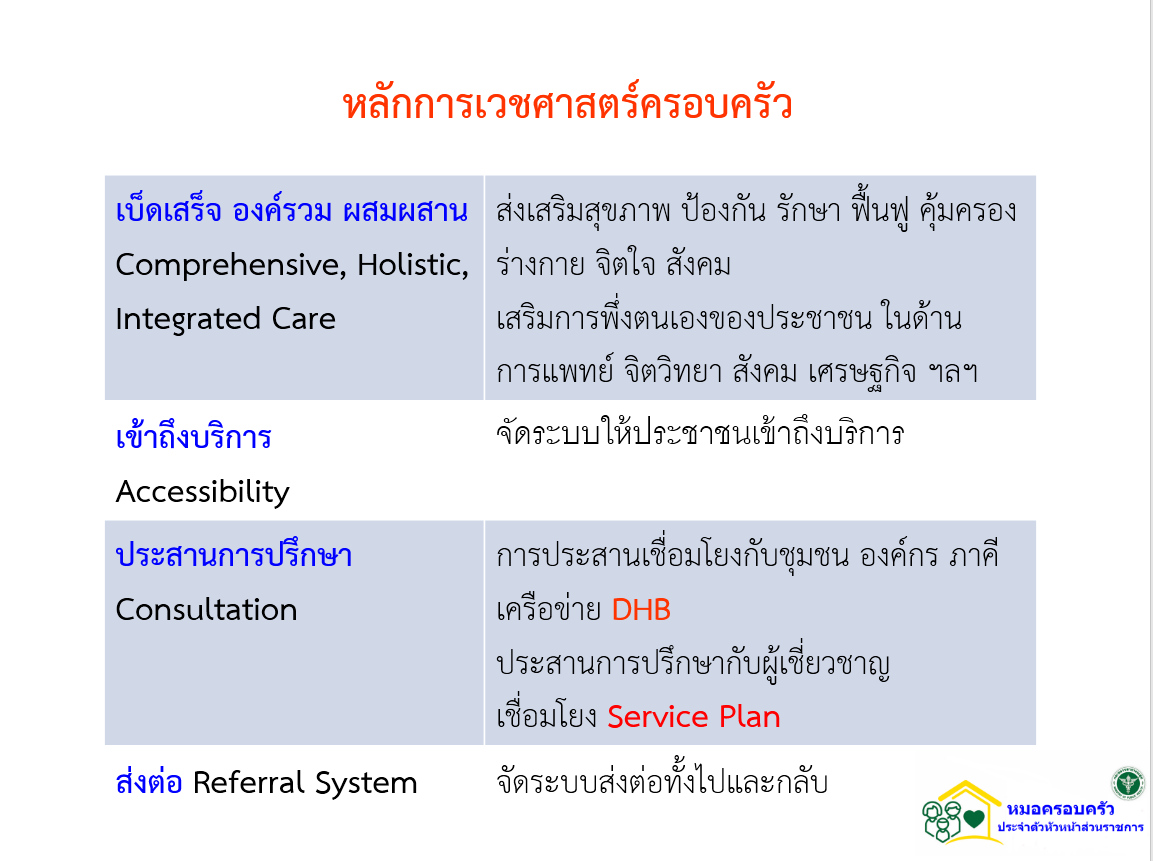 หลักการเวชศาสตร์ครอบครัว
เบ็ดเสร็จ องค์รวม ผสมผสาน
Comprehensive, Holistic,
Integrated Care
ส่งเสริมสุขภาพ ป้องกัน รักษา ฟื้นฟู คุ้มครอง
ร่างกาย จิตใจ สังคม
เสริมการพึ่งตนเองของประชาชน ในด้าน
การแพทย์ จิตวิทยา สังคม เศรษฐกิจ ฯลฯ
เข้าถึงบริการ
Accessibility
จัดระบบให้ประชาชนเข้าถึงบริการ
ประสานการปรึกษา
Consultation
การประสานเชื่อมโยงกับชุมชน องค์กร ภาคี
เครือข่าย DHB
ประสานการปรึกษากับผู้เชี่ยวชาญ
เชื่อมโยง Service Plan
ส่งต่อ Referral System
จัดระบบส่งต่อทั้งไปและกลับ
หมอครอบครัว
ประจำตัวหัวหน้าส่วนราชการ